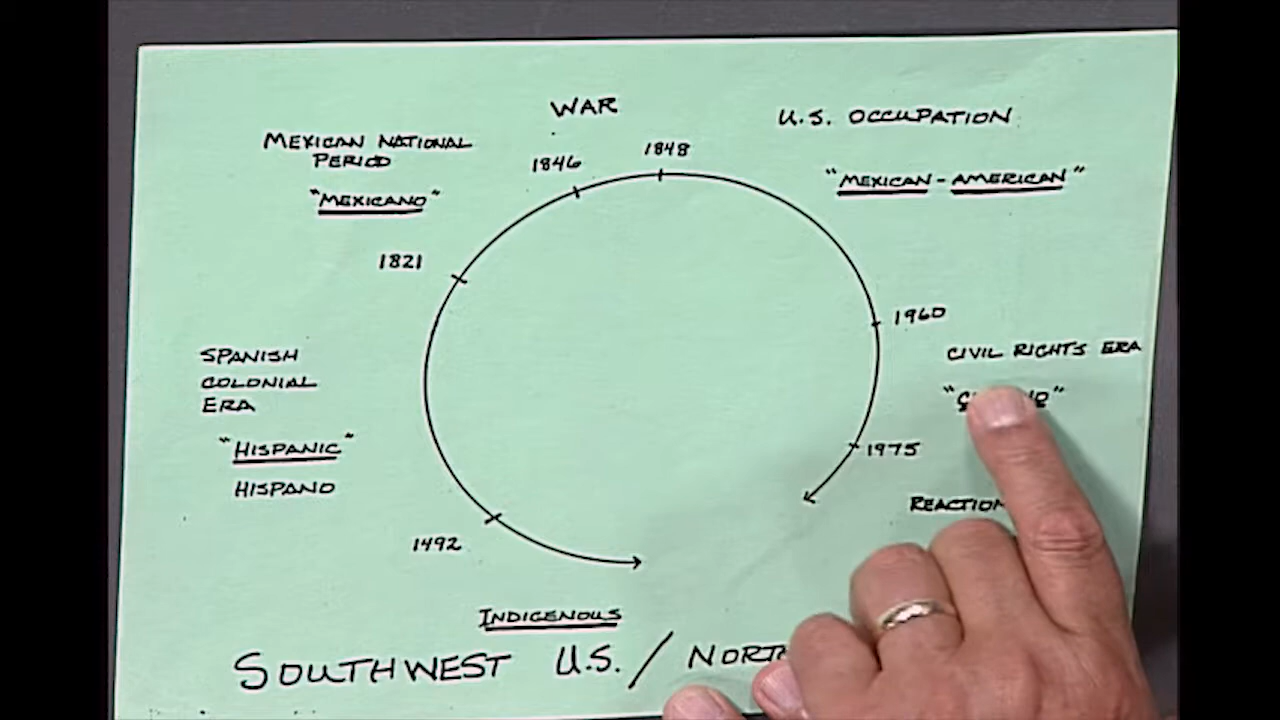 WAR
U.S. OCCUPATION
MEXICAN NATIONAL
PERIOD
1846
1848
"MEXICANO"
"MEXICAN-AMERICAN"
1821
1960
SPANISH
COLONIAL
ERA
CIVIL RIGHTS ERA
"HISPANIC"
HISPANO
1975
REACTION
1492
INDIGENOUS
SOUTHWEST U.S. /